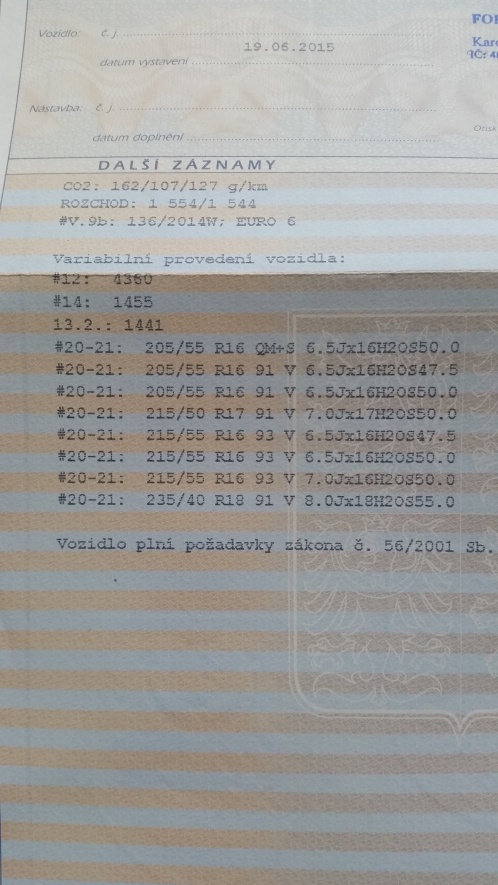 FOR
Vozidlo: č. j.
Karo
19.06.2015
IČ: 4
datum vystavení
Nástavba: č. j.
Otisk
datum doplnění
DALŠÍ ZÁZNAMY
CO2: 162/107/127 g/km
ROZCHOD: 1 554/1 544
#V.9b: 136/2014W; EURO 6
Variabilní provedení vozidla:
#12: 4360
#14: 1455
13.2.: 1441
#20-21: 205/55 R16 QM+S 6.5Jx16H2OS50.0
#20-21: 205/55 R16 91 V 6.5Jx16H2OS47.5
#20-21: 205/55 R16 91 V 6.5Jx16H2OS50.0
#20-21: 215/50 R17 91 V 7.0Jx17H2OS50.0
#20-21: 215/55 R16 93 V 6.5Jx16H2OS47.5
#20-21: 215/55 R16 93 V 6.5Jx16H2OS50.0
#20-21: 215/55 R16 93 V 7.0Jx16H2OS50.0
#20-21: 235/40 R18 91 V 8.0Jx18H2OS55.0
Vozidlo plní požadavky zákona č. 56/2001 Sb.